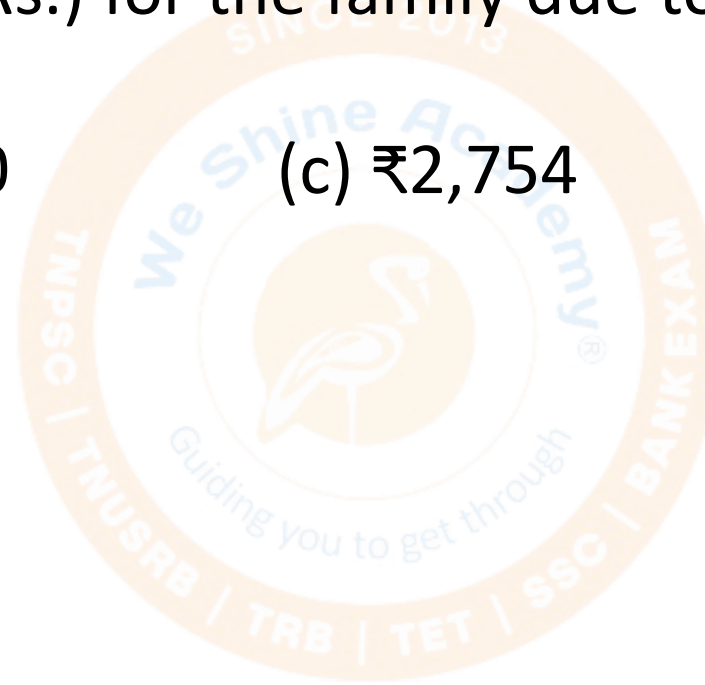 s.) for the family due to
0 (c) ₹2,754
SINCE 2013
We Shine Academy®
Guiding you to get through
TNPSC | TNUSRB | TRB | TET | SSC | BANK EXAM